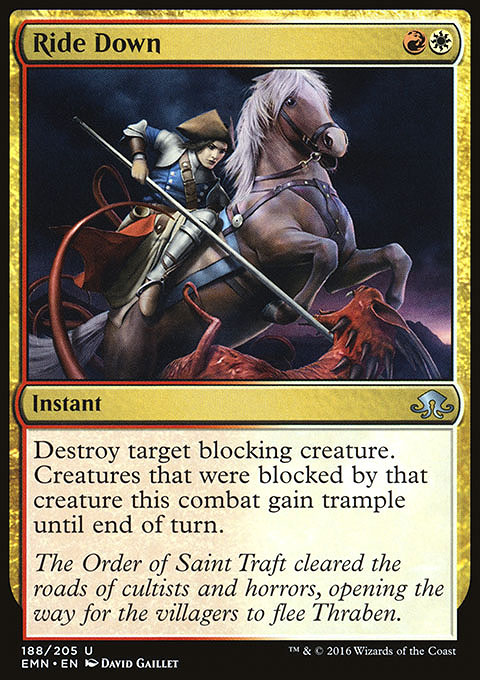 Ride Down
Instant
Destroy target blocking creature.
Creatures that were blocked by that
creature this combat gain trample
until end of turn.
The Order of Saint Traft cleared the
roads of cultists and horrors, opening the
way for the villagers to flee Thraben.
188/205 U
EMN • EN David Gaillet
™ & © 2016 Wizards of the Coast